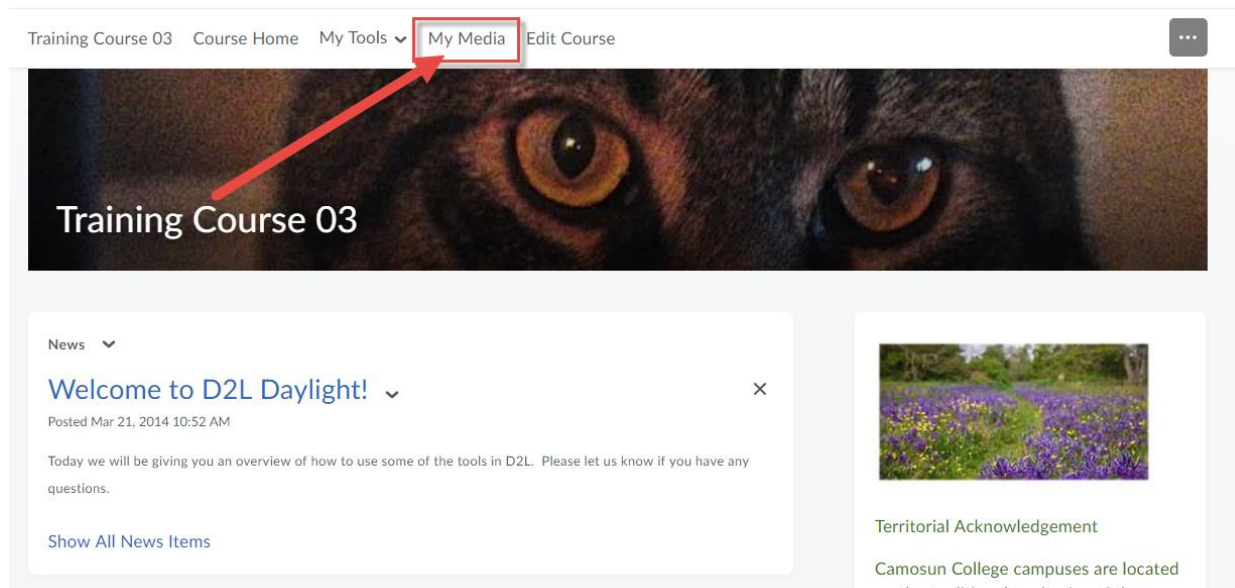 Training Course 03 Course Home My Tools My Media Edit Course
Training Course 03
News
Welcome to D2L Daylight!
Posted Mar 21, 2014 10:52 AM
Today we will be giving you an overview of how to use some of the tools in D2L. Please let us know if you have any
questions.
Show All News Items
Territorial Acknowledgement
Camosun College campuses are located